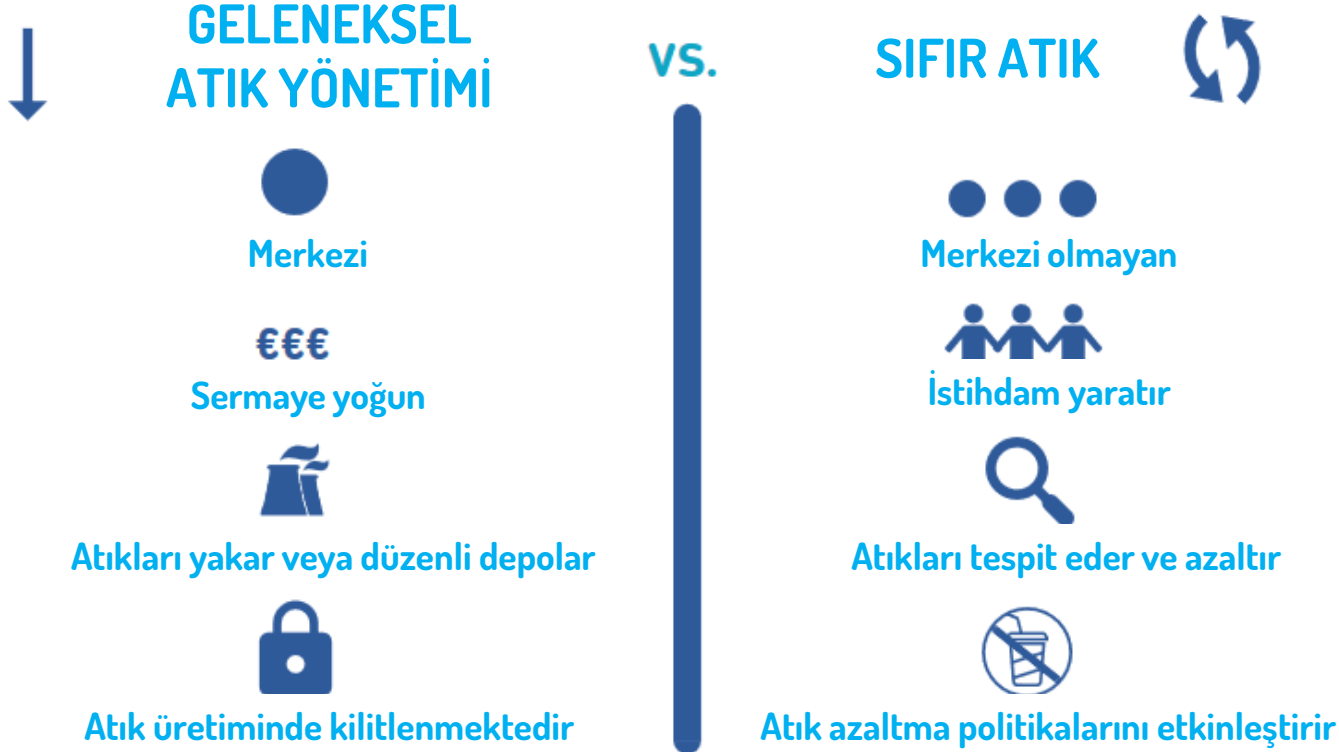 GELENEKSEL
ATIK YÖNETİMİ
VS.
SIFIR ATIK
Merkezi
€€€
Sermaye yoğun
Atıkları yakar veya düzenli depolar
Atık üretiminde kilitlenmektedir
Merkezi olmayan
İstihdam yaratır
Atıkları tespit eder ve azaltır
Atık azaltma politikalarını etkinleştirir